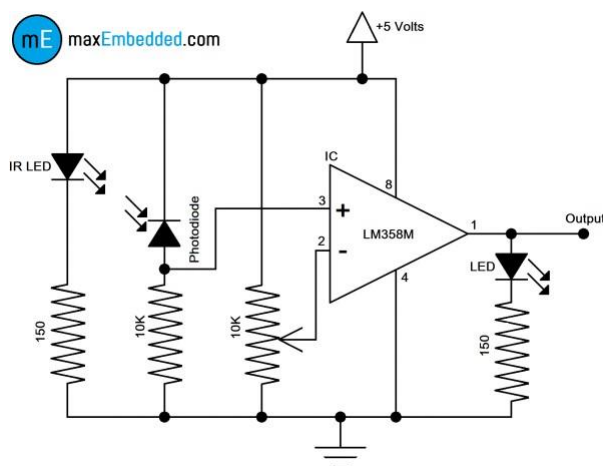 mE maxEmbedded.com
+5 Volts
IR LED
Photodiode
IC
3
+
8
2
-
LM358M
1
4
Output
LED
150
10K
10K
150